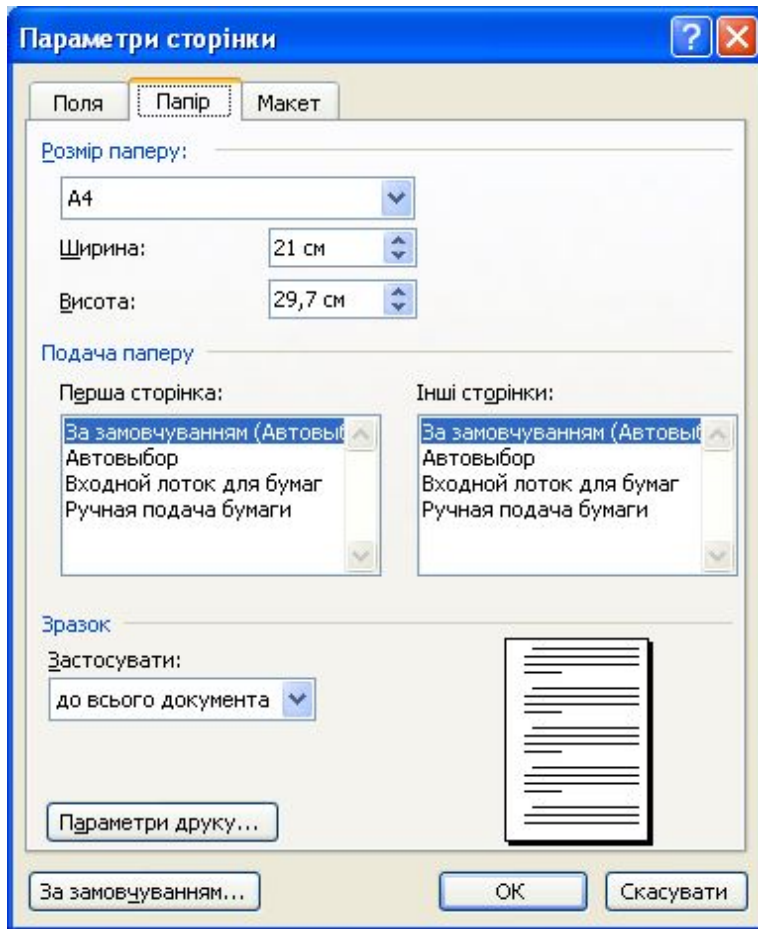 Параметри сторінки
Поля Папір Макет
Розмір паперу:
A4
Ширина: 21 см
Висота: 29,7 см
Подача паперу
Перша сторінка: Інші сторінки:
За замовчуванням (Автовыб За замовчуванням (Автовыб
Автовыбор Автовыбор
Входной лоток для бумаг Входной лоток для бумаг
Ручная подача бумаги Ручная подача бумаги
Зразок
Застосувати:
до всього документа
Параметри друку...
За замовчуванням... ОК Скасувати